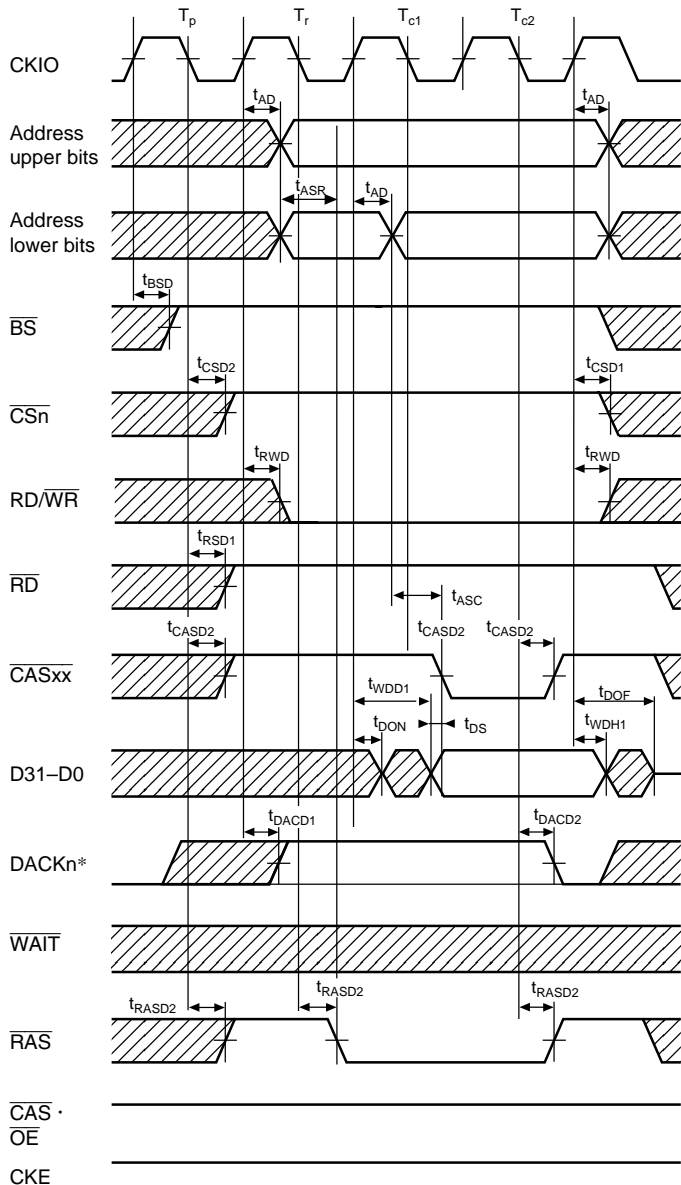 Tp Tr Tc1 Tc2
CKIO
tAD tAD
Address
upper bits
tASR tAD
Address
lower bits
tBSD
BS
tCSD2 tCSD1
CSn
tRWD tRWD
RD/WR
tRSD1
RD
tASC
tCASD2 tCASD2 tCASD2
CASxx
tWDD1 tDOF
tDON tDS tWDH1
D31–D0
tDACD1 tDACD2
DACKn*
WAIT
tRASD2 tRASD2 tRASD2
RAS
CAS ·
OE
CKE